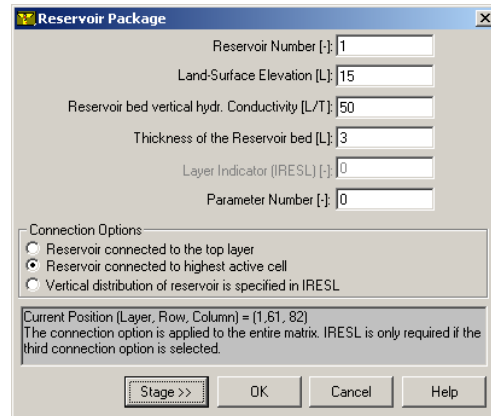 Reservoir Package
Reservoir Number [-]: 1
Land-Surface Elevation [L]: 15
Reservoir bed vertical hydr. Conductivity [L/T]: 50
Thickness of the Reservoir bed [L]: 3
Layer Indicator (IRESL) [-]: 0
Parameter Number [-]: 0
Connection Options
Reservoir connected to the top layer
Reservoir connected to highest active cell
Vertical distribution of reservoir is specified in IRESL
Current Position (Layer, Row, Column) = (1,61, 82)
The connection option is applied to the entire matrix. IRESL is only required if the
third connection option is selected.
Stage >> OK Cancel Help